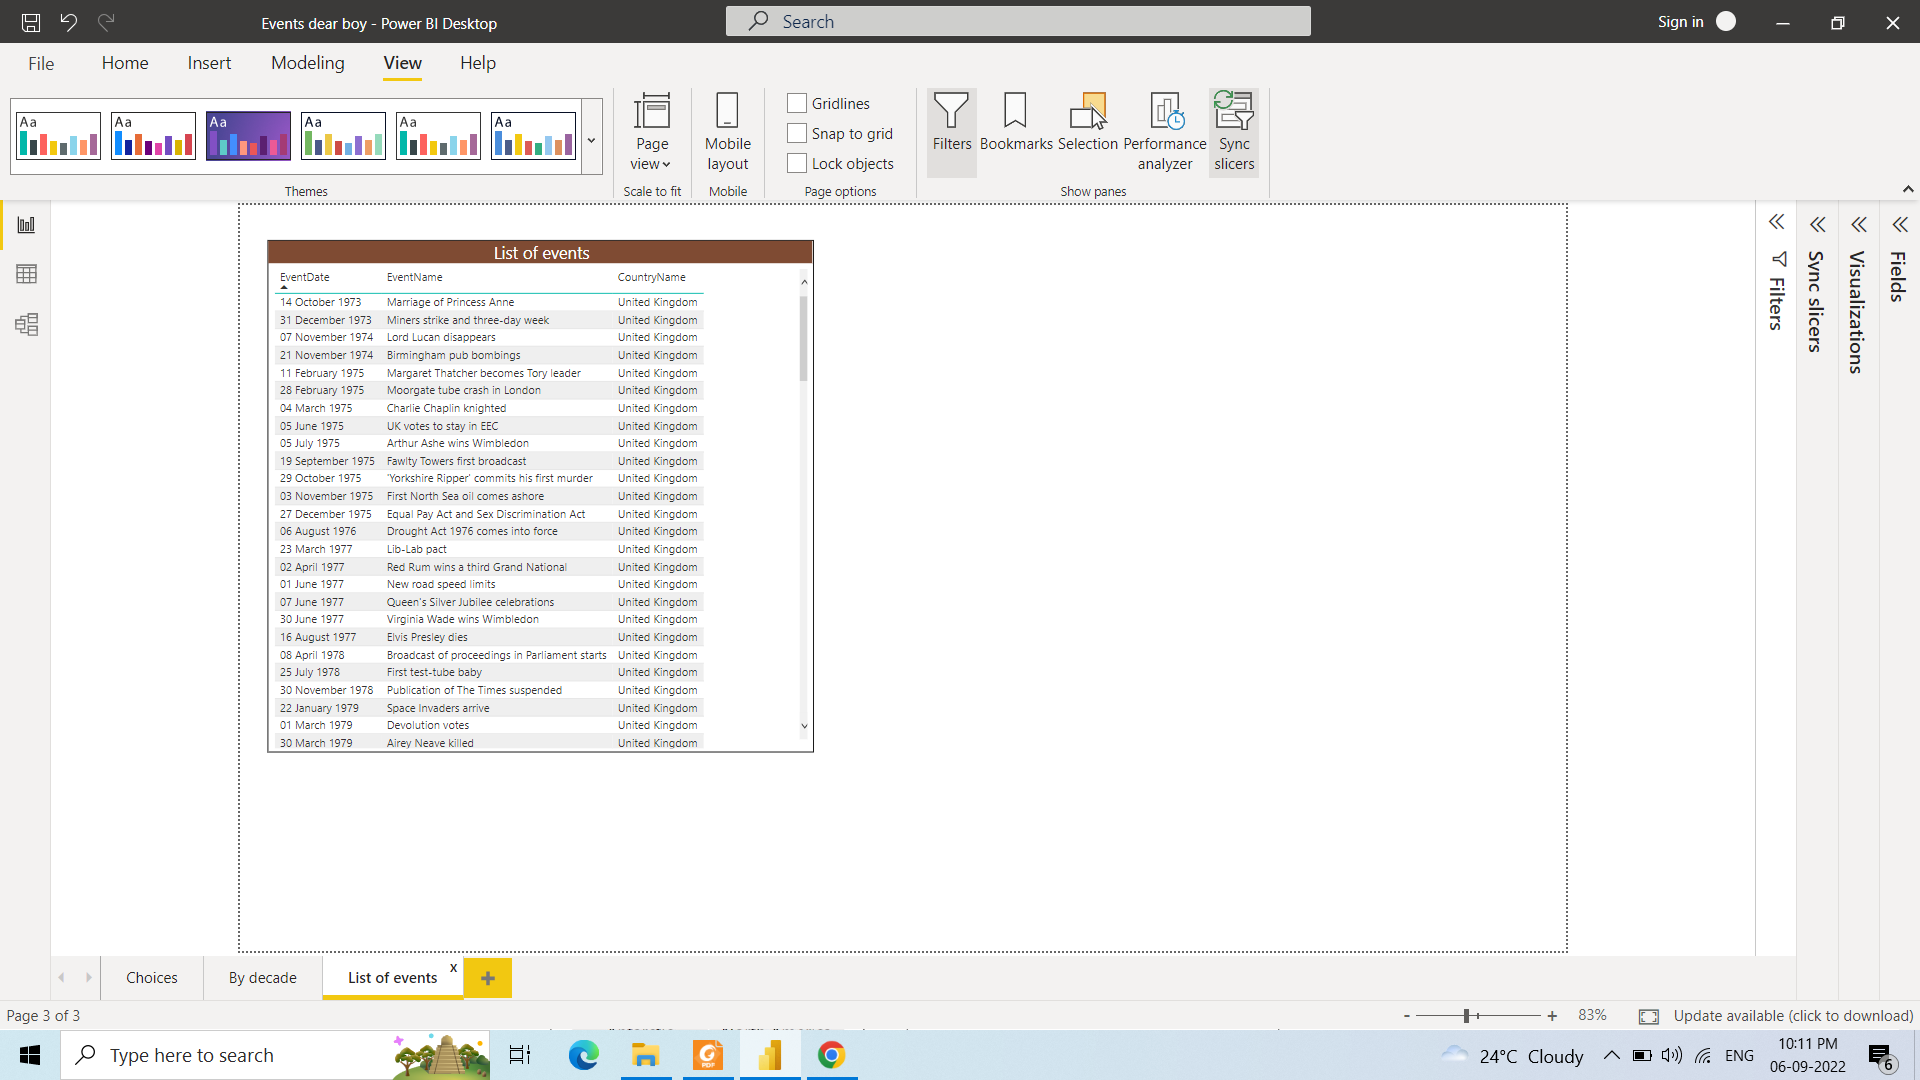 Events dear boy - Power BI Desktop
Search
Sign in
File Home Insert Modeling View Help
Aa Aa Aa Aa Aa Aa
Themes
Page view
Scale to fit
Mobile layout
Mobile
Gridlines
Snap to grid
Lock objects
Page options
Filters
Bookmarks
Selection
Performance analyzer
Sync slicers
Show panes
List of events
EventDate EventName CountryName
14 October 1973 Marriage of Princess Anne United Kingdom
31 December 1973 Miners strike and three-day week United Kingdom
07 November 1974 Lord Lucan disappears United Kingdom
21 November 1974 Birmingham pub bombings United Kingdom
11 February 1975 Margaret Thatcher becomes Tory leader United Kingdom
28 February 1975 Moorgate tube crash in London United Kingdom
04 March 1975 Charlie Chaplin knighted United Kingdom
05 June 1975 UK votes to stay in EEC United Kingdom
05 July 1975 Arthur Ashe wins Wimbledon United Kingdom
19 September 1975 Fawlty Towers first broadcast United Kingdom
29 October 1975 'Yorkshire Ripper' commits his first murder United Kingdom
03 November 1975 First North Sea oil comes ashore United Kingdom
27 December 1975 Equal Pay Act and Sex Discrimination Act United Kingdom
06 August 1976 Drought Act 1976 comes into force United Kingdom
23 March 1977 Lib-Lab pact United Kingdom
02 April 1977 Red Rum wins a third Grand National United Kingdom
01 June 1977 New road speed limits United Kingdom
07 June 1977 Queen's Silver Jubilee celebrations United Kingdom
30 June 1977 Virginia Wade wins Wimbledon United Kingdom
16 August 1977 Elvis Presley dies United Kingdom
08 April 1978 Broadcast of proceedings in Parliament starts United Kingdom
25 July 1978 First test-tube baby United Kingdom
30 November 1978 Publication of The Times suspended United Kingdom
22 January 1979 Space Invaders arrive United Kingdom
01 March 1979 Devolution votes United Kingdom
30 March 1979 Airey Neave killed United Kingdom
Filters
Sync slicers
Visualizations
Fields
Choices By decade List of events x +
Page 3 of 3
- + 83%
Update available (click to download)
Type here to search
PDF
24°C Cloudy
ENG
10:11 PM
06-09-2022
6